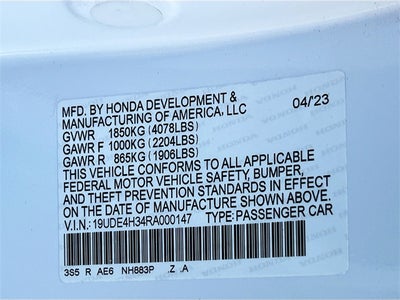 MFD. BY HONDA DEVELOPMENT &
MANUFACTURING OF AMERICA, LLC 04/23
GVWR 1850KG (4078LBS)
GAWR F 1000KG (2204LBS)
GAWR R 865KG (1906LBS)
THIS VEHICLE CONFORMS TO ALL APPLICABLE
FEDERAL MOTOR VEHICLE SAFETY, BUMPER,
AND THEFT PREVENTION STANDARDS IN EFFECT
ON THE DATE OF MANUFACTURE SHOWN ABOVE.
V.I.N.: 19UDE4H34RA000147 TYPE: PASSENGER CAR
3S5 R AE6 NH883P .Z .A